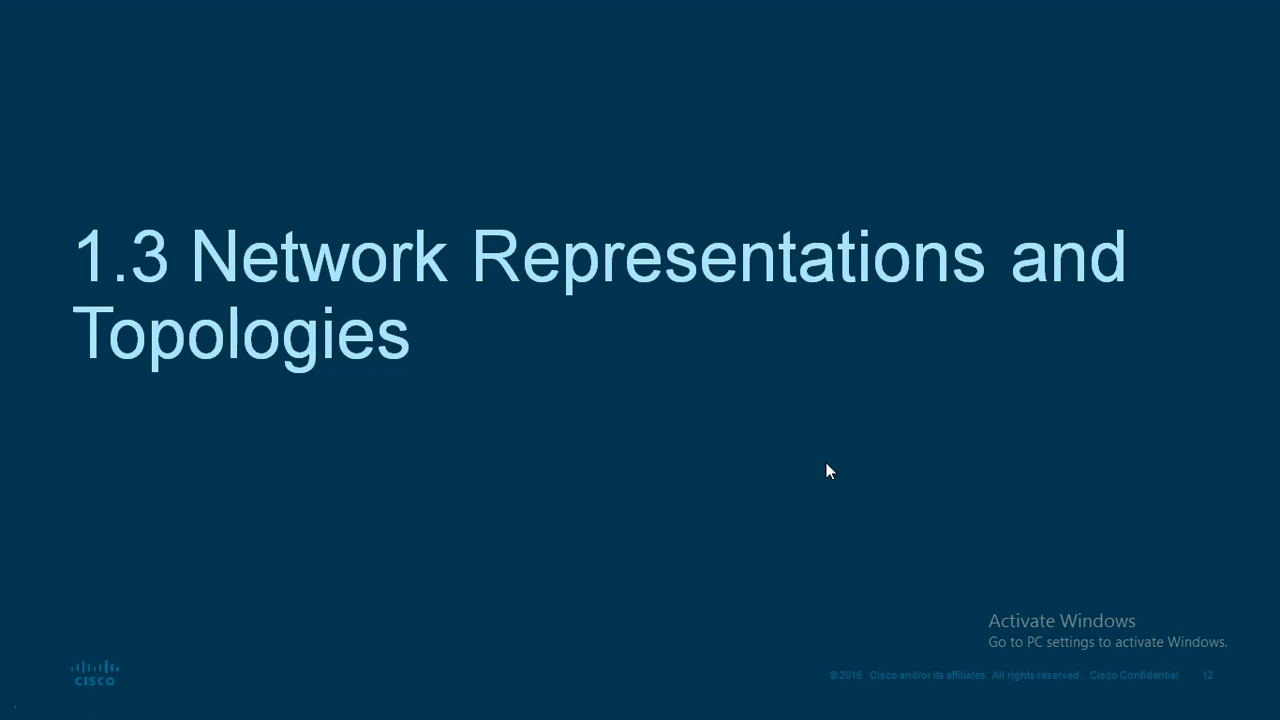 1.3 Network Representations and
Topologies
Activate Windows
Go to PC settings to activate Windows.
CISCO
© 2016 Cisco and/or its affiliates. All rights reserved. Cisco Confidential 12